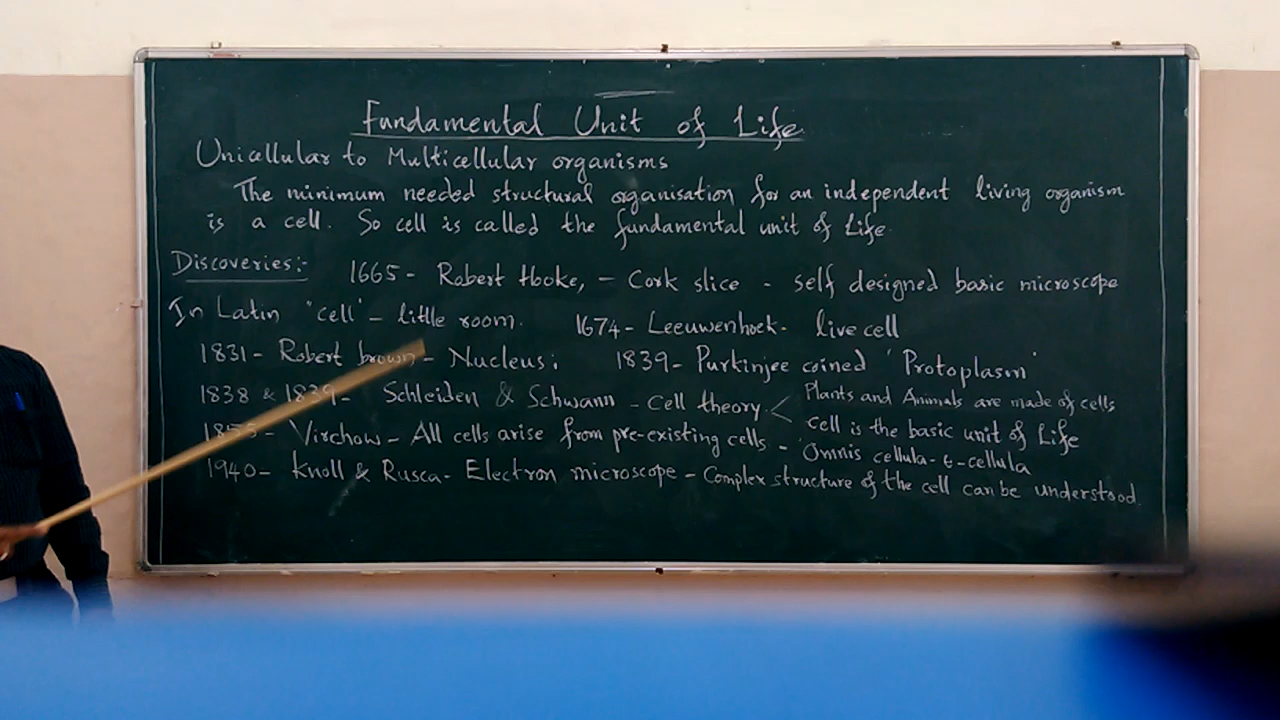 Fundamental Unit of Life
Unicellular to Multicellular organisms
The minimum needed structural organisation for an independent living organism
is a cell. So cell is called the fundamental unit of Life.
Discoveries:- 1665- Robert Hooke, - Cork slice - self designed basic microscope
In Latin "cell" - little room. 1674- Leeuwenhoek- live cell
1831- Robert brown- Nucleus; 1839- Purkinjee coined 'Protoplasm'
1838 & 1839- Schleiden & Schwann - Cell theory < Plants and Animals are made of cells
cell is the basic unit of Life
1855- Virchow- All cells arise from pre-existing cells - 'Omnis cellula-e-cellula
1940- Knoll & Rusca- Electron microscope - Complex structure of the cell can be understood.